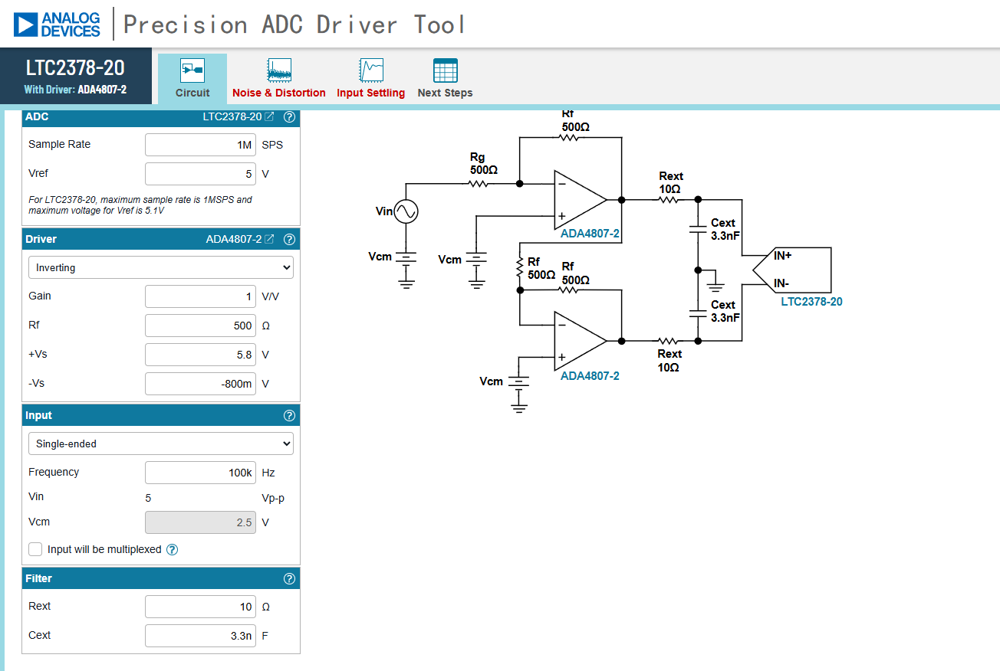 ANALOG
DEVICES
Precision ADC Driver Tool
LTC2378-20
With Driver: ADA4807-2
Circuit
Noise & Distortion
Input Settling
Next Steps
ADC
LTC2378-20
?
Sample Rate
1M
SPS
Vref
5
V
For LTC2378-20, maximum sample rate is 1MSPS and
maximum voltage for Vref is 5.1V
Driver
ADA4807-2
?
Inverting
Gain
1
V/V
Rf
500
Ω
+Vs
5.8
V
-Vs
-800m
V
Input
?
Single-ended
Frequency
100k
Hz
Vin
5
Vp-p
Vcm
2.5
V
Input will be multiplexed
?
Filter
?
Rext
10
Ω
Cext
3.3n
F
Rf
500Ω
Rg
500Ω
Vin
Vcm
Vcm
−
+
ADA4807-2
Rext
10Ω
Cext
3.3nF
Rf
500Ω
Rf
500Ω
IN+
IN-
LTC2378-20
Cext
3.3nF
−
+
ADA4807-2
Rext
10Ω
Vcm